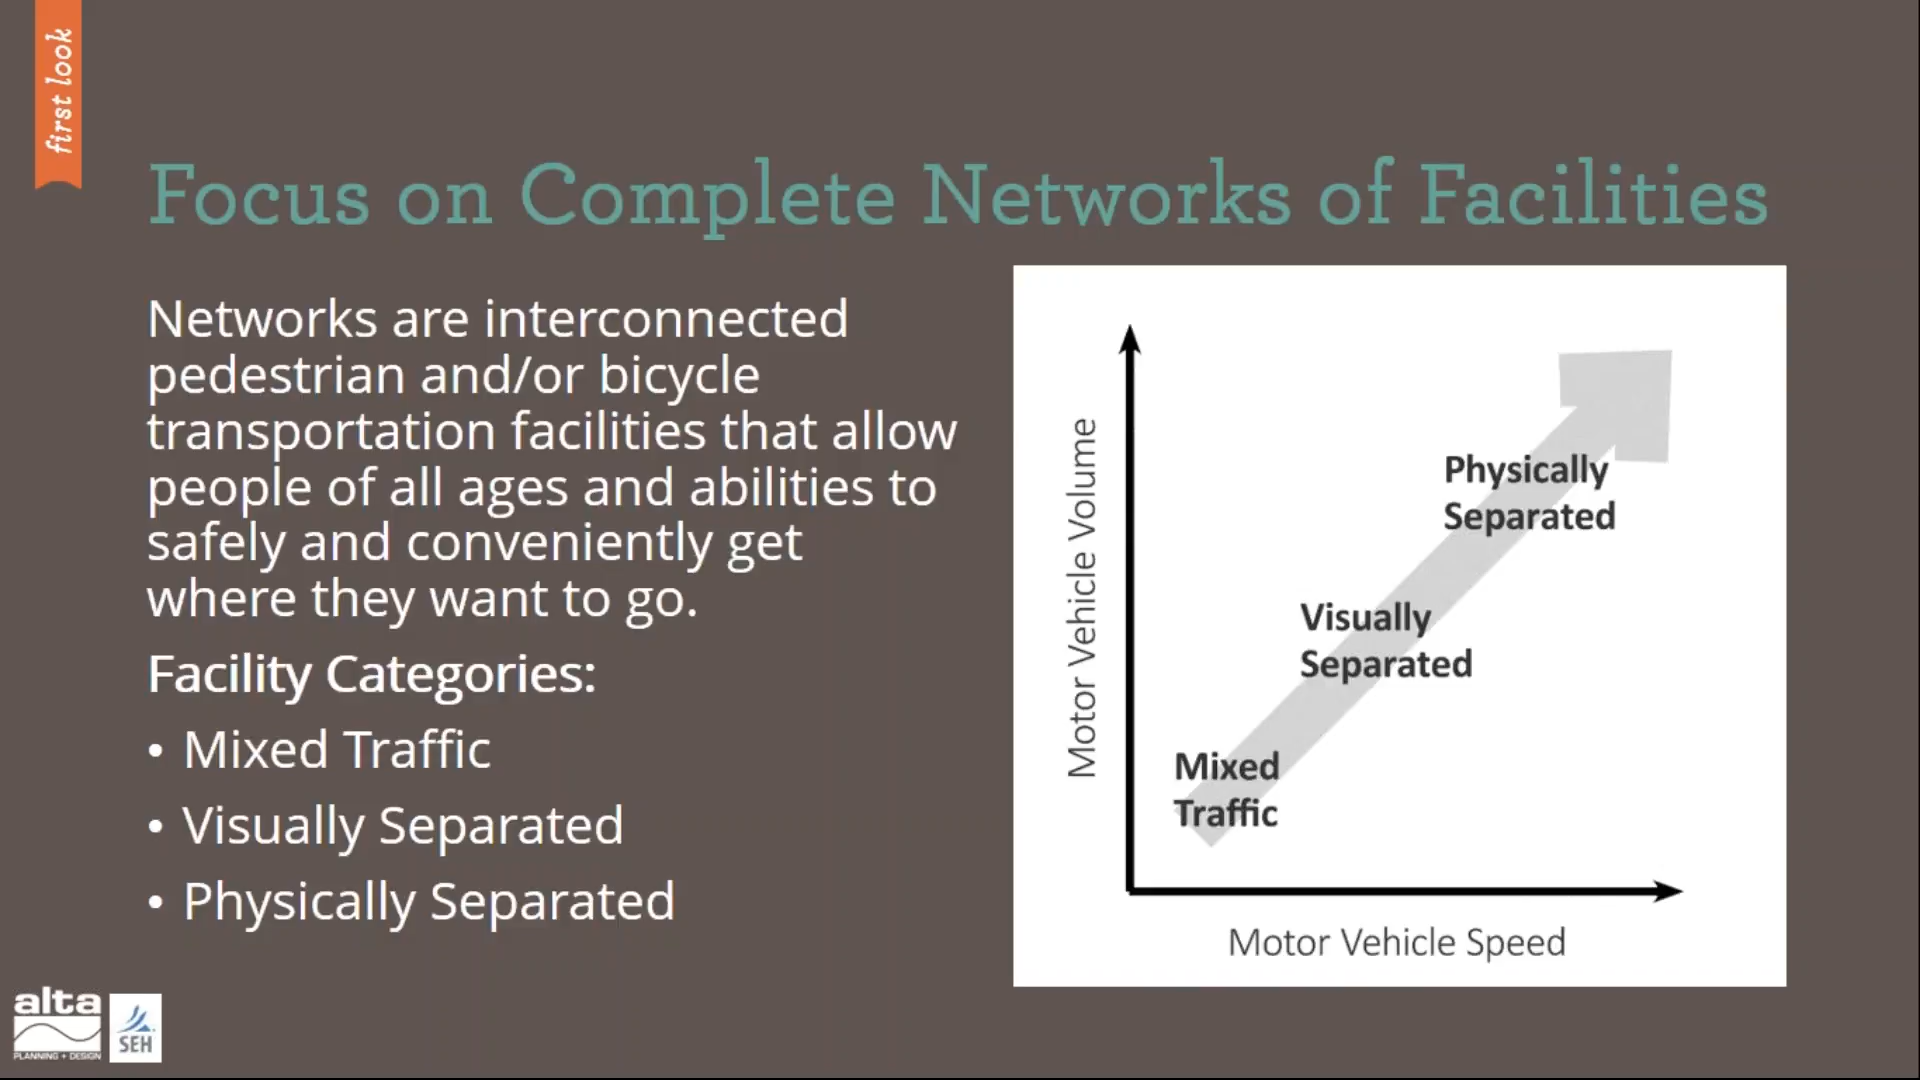 first look
Focus on Complete Networks of Facilities
Networks are interconnected
pedestrian and/or bicycle
transportation facilities that allow
people of all ages and abilities to
safely and conveniently get
where they want to go.
Facility Categories:
• Mixed Traffic
• Visually Separated
• Physically Separated
Motor Vehicle Volume
Physically
Separated
Visually
Separated
Mixed
Traffic
Motor Vehicle Speed
alta
PLANNING + DESIGN
SEH